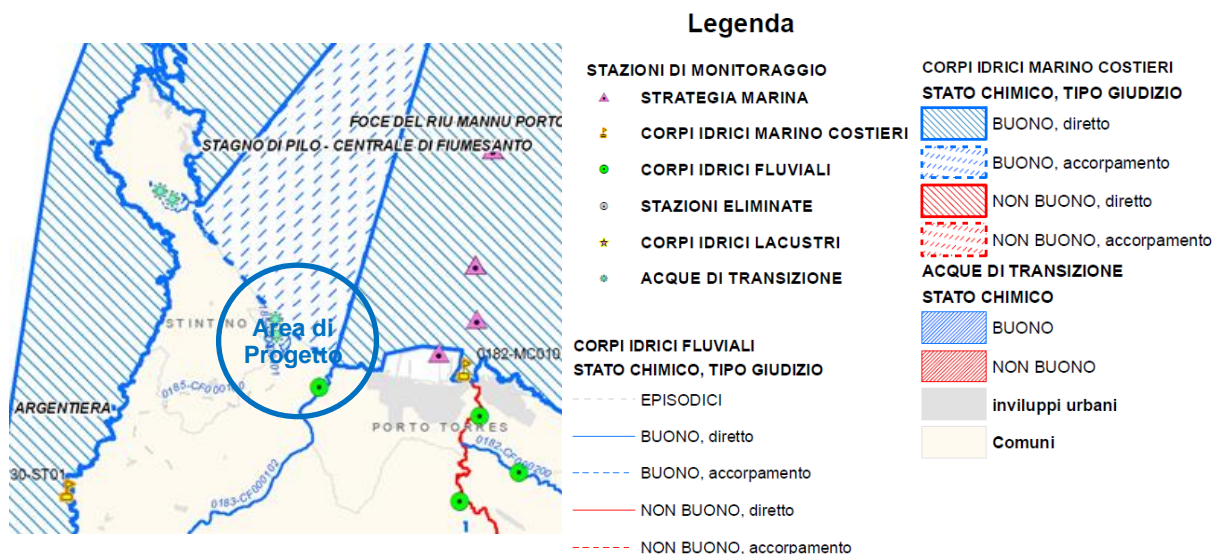 FOCE DEL RIU MANNU PORTO
STAGNO DI PILO - CENTRALE DI FIUMESANTO
STINTINO
Area di
Progetto
0182-MC010
ARGENTIERA
PORTO TORRES
30-ST01
0183-CF000102
Legenda
STAZIONI DI MONITORAGGIO
STRATEGIA MARINA
CORPI IDRICI MARINO COSTIERI
CORPI IDRICI FLUVIALI
STAZIONI ELIMINATE
CORPI IDRICI LACUSTRI
ACQUE DI TRANSIZIONE
CORPI IDRICI FLUVIALI
STATO CHIMICO, TIPO GIUDIZIO
EPISODICI
BUONO, diretto
BUONO, accorpamento
NON BUONO, diretto
NON BUONO, accorpamento
CORPI IDRICI MARINO COSTIERI
STATO CHIMICO, TIPO GIUDIZIO
BUONO, diretto
BUONO, accorpamento
NON BUONO, diretto
NON BUONO, accorpamento
ACQUE DI TRANSIZIONE
STATO CHIMICO
BUONO
NON BUONO
inviluppi urbani
Comuni